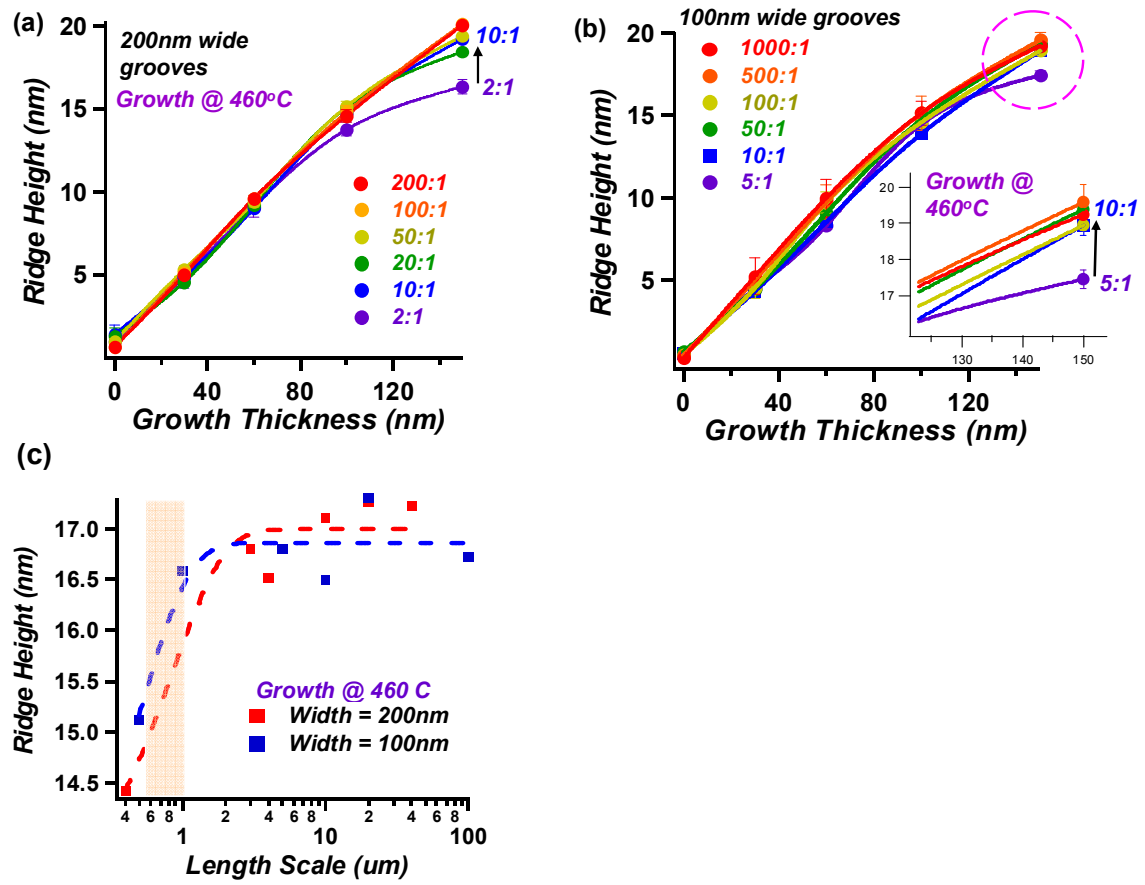 (a)
200nm wide
grooves
Growth @ 460°C
10:1
2:1
200:1
100:1
50:1
20:1
10:1
2:1
20
15
10
5
Ridge Height (nm)
0
40
80
120
Growth Thickness (nm)
(b)
100nm wide grooves
1000:1
500:1
100:1
50:1
10:1
5:1
20
15
10
5
0
Ridge Height (nm)
0
40
80
120
Growth Thickness (nm)
Growth @
460°C
10:1
5:1
20
19
18
17
130
140
150
(c)
17.0
16.5
16.0
15.5
15.0
14.5
Ridge Height (nm)
Growth @ 460 C
Width = 200nm
Width = 100nm
4 6 8 1 2 4 6 8 10 2 4 6 8 100
Length Scale (um)